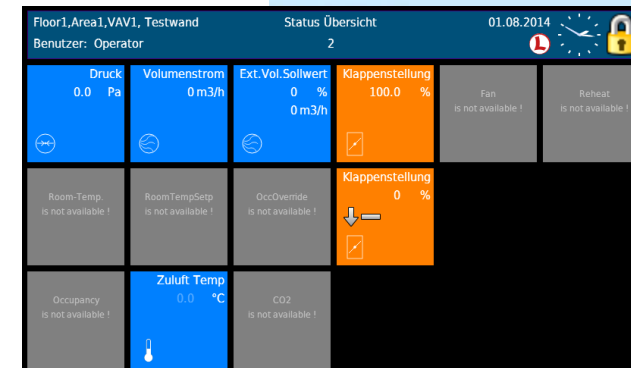 Floor1,Area1,VAV1, Testwand Status Übersicht 01.08.2014
Benutzer: Operator 2 L
Druck Volumenstrom Ext.Vol.Sollwert Klappenstellung
0.0 Pa 0 m3/h 0 % 100.0 % Fan Reheat
0 m3/h is not available ! is not available !
Klappenstellung
Room-Temp. RoomTempSetp OccOverride 0 %
is not available ! is not available ! is not available !
Zuluft Temp
Occupancy 0.0 °C CO2
is not available ! is not available !